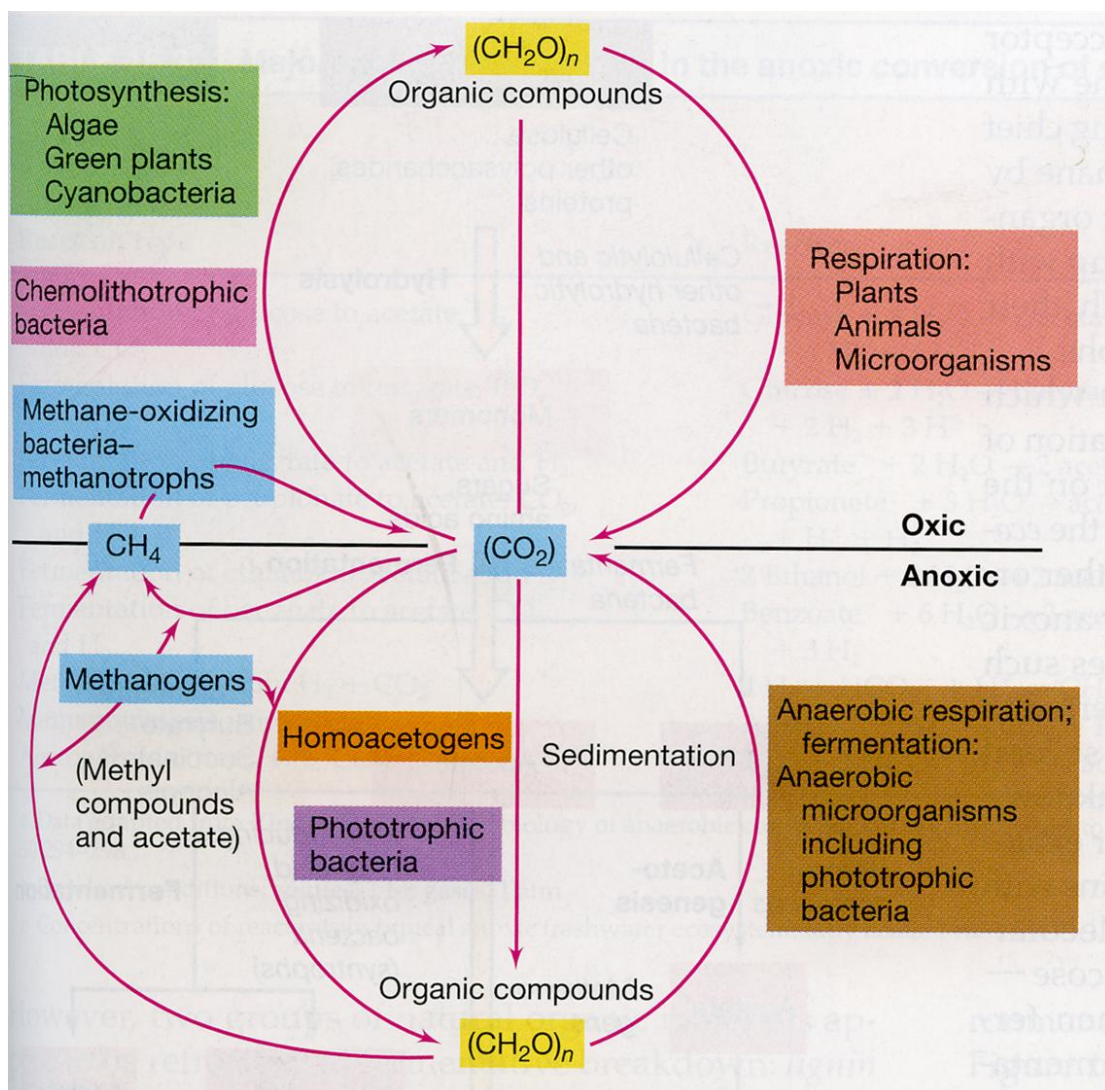 (CH₂O)n
Organic compounds
Photosynthesis:
Algae
Green plants
Cyanobacteria
Respiration:
Plants
Animals
Microorganisms
Chemolithotrophic
bacteria
Methane-oxidizing
bacteria–
methanotrophs
CH₄
(CO₂)
Oxic
Anoxic
Methanogens
Homoacetogens
Sedimentation
(Methyl
compounds
and acetate)
Phototrophic
bacteria
Anaerobic respiration;
fermentation:
Anaerobic
microorganisms
including
phototrophic
bacteria
Organic compounds
(CH₂O)n